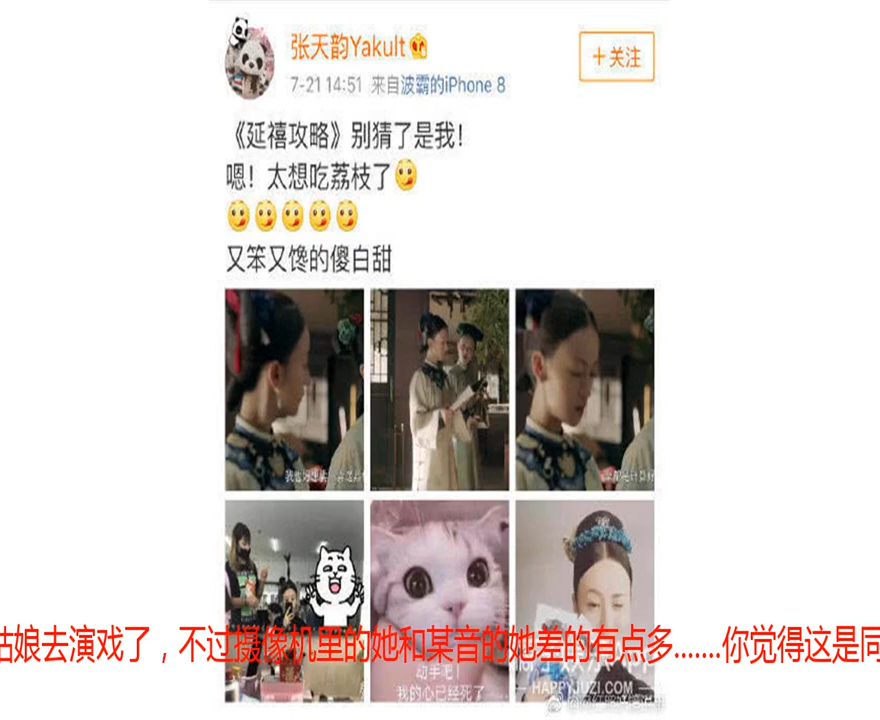 张天韵Yakult
+关注
7-21 14:51 来自波霸的iPhone 8
《延禧攻略》别猜了是我!
嗯!太想吃荔枝了
又笨又馋的傻白甜
姑娘去演戏了，不过摄像机里的她和某音的她差的有点多.......你觉得这是同
动手吧!
我的心已经死了
HAPPYJUZI.COM